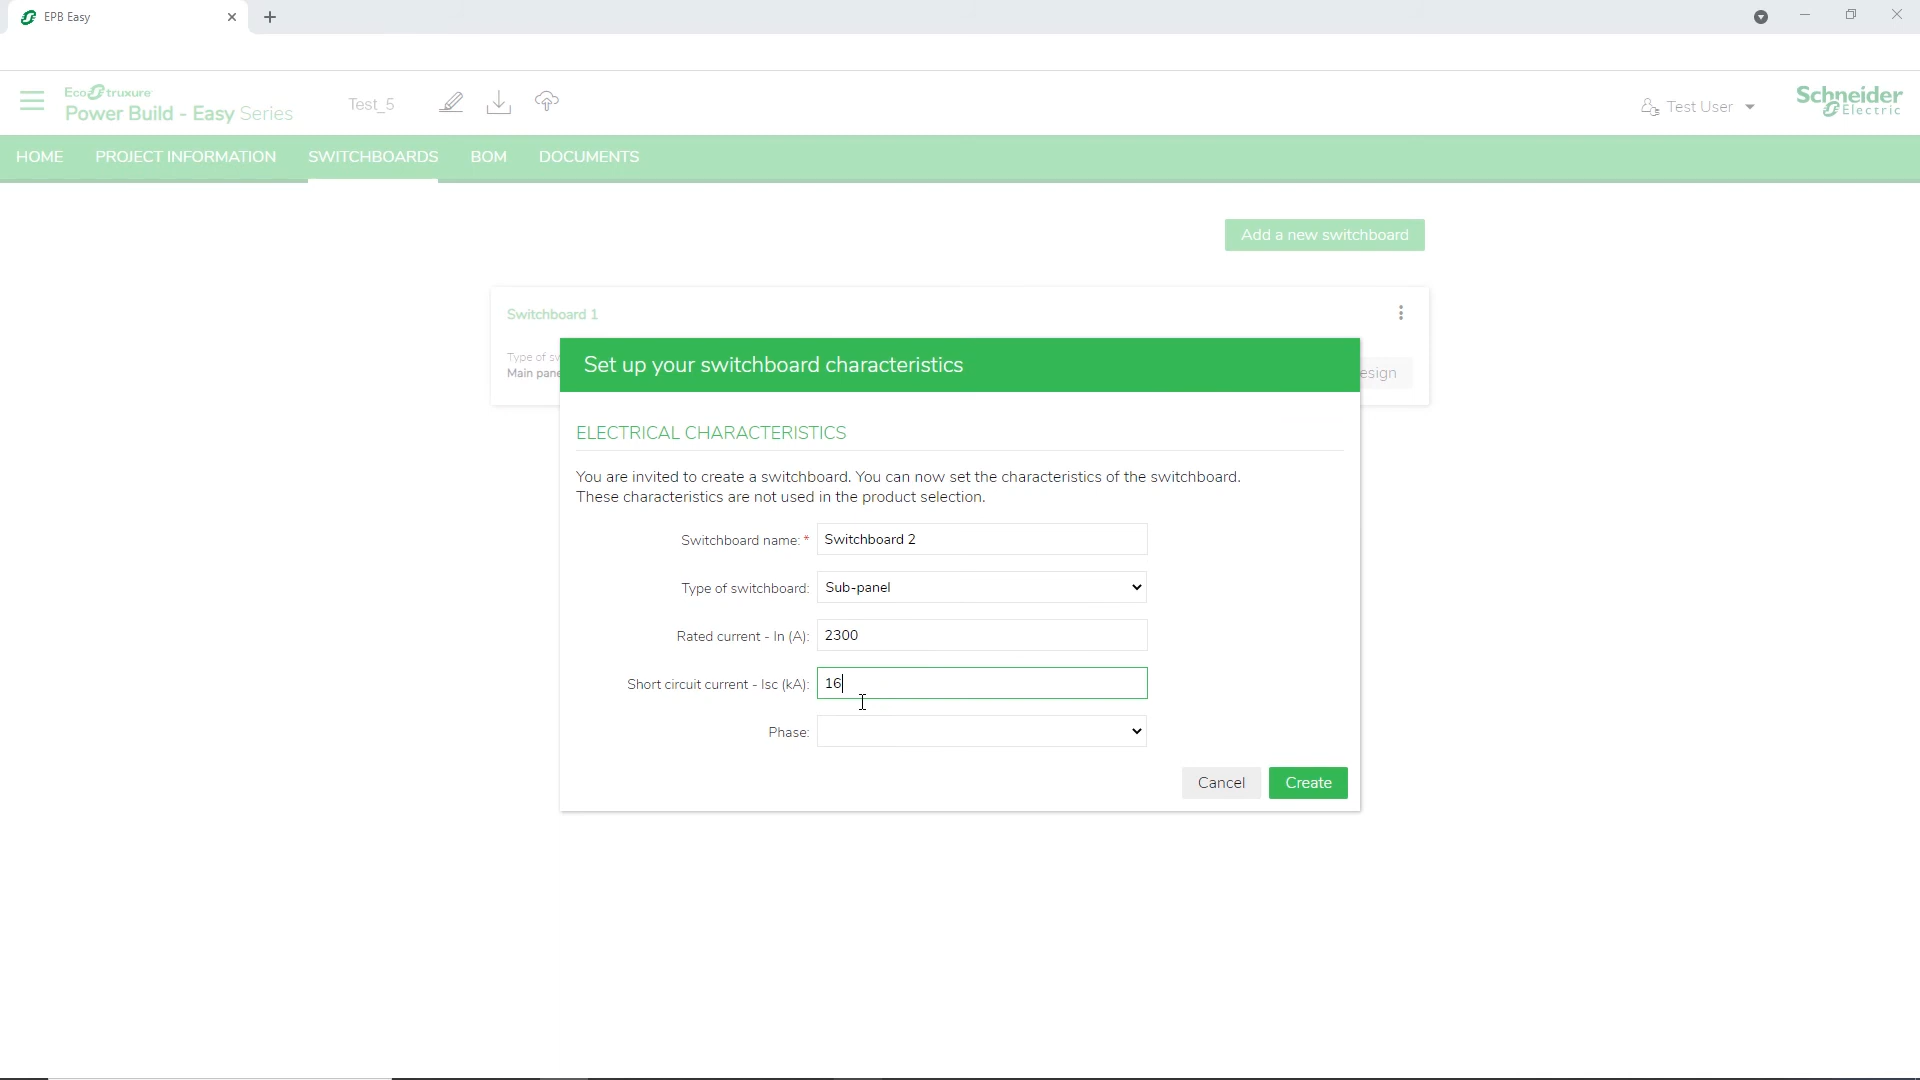 EPB Easy
EcoStruxure
Power Build - Easy Series
Test_5
Test User
Schneider
Electric
HOME PROJECT INFORMATION SWITCHBOARDS BOM DOCUMENTS
Add a new switchboard
Switchboard 1
Type of sw
Main pane
esign
Set up your switchboard characteristics
ELECTRICAL CHARACTERISTICS
You are invited to create a switchboard. You can now set the characteristics of the switchboard.
These characteristics are not used in the product selection.
Switchboard name: * Switchboard 2
Type of switchboard: Sub-panel
Rated current - In (A): 2300
Short circuit current - Isc (kA): 16
Phase:
Cancel Create